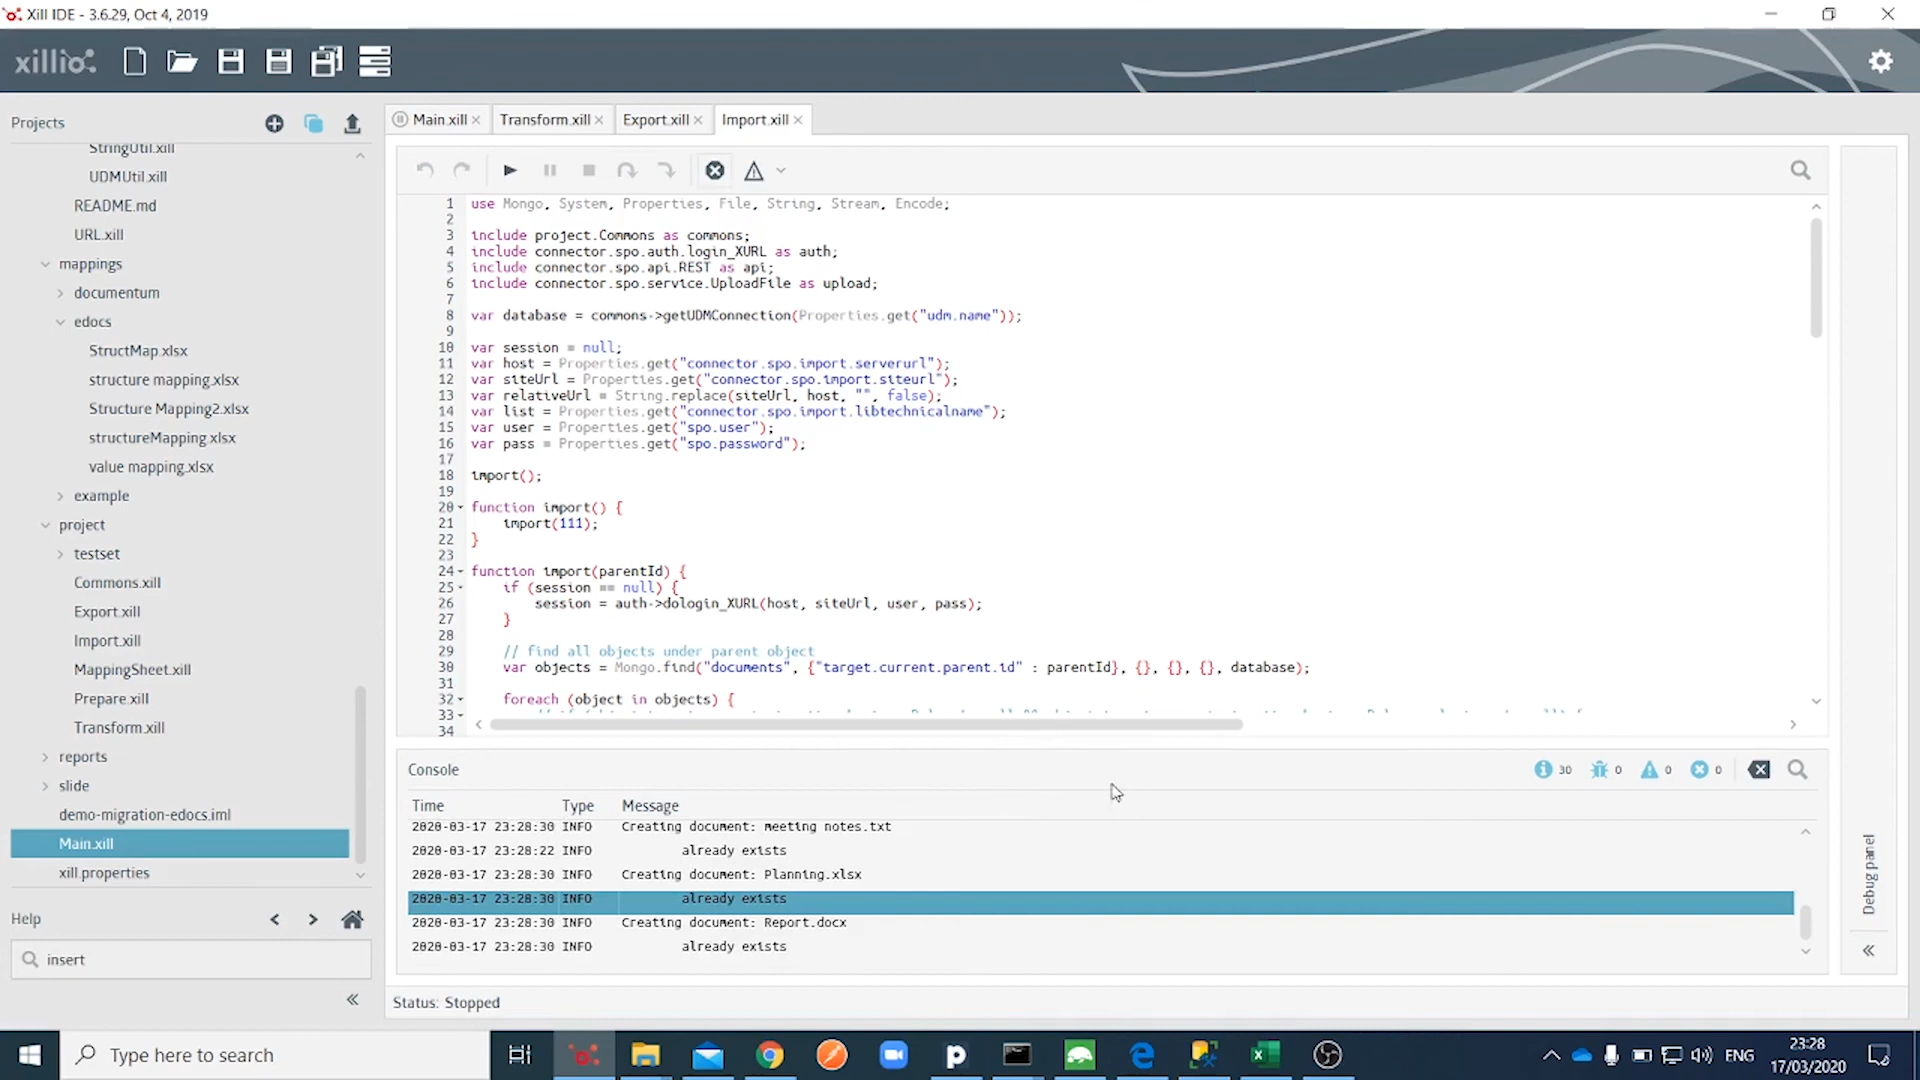 Xill IDE - 3.6.29, Oct 4, 2019
xillio
Projects
StringUtil.xill
UDMUtil.xill
README.md
URL.xill
mappings
documentum
edocs
StructMap.xlsx
structure mapping.xlsx
Structure Mapping2.xlsx
structureMapping.xlsx
value mapping.xlsx
example
project
testset
Commons.xill
Export.xill
Import.xill
MappingSheet.xill
Prepare.xill
Transform.xill
reports
slide
demo-migration-edocs.iml
Main.xill
xill.properties
Help
insert
Main.xill Transform.xill Export.xill Import.xill
1 use Mongo, System, Properties, File, String, Stream, Encode;
2
3 include project.Commons as commons;
4 include connector.spo.auth.login_XURL as auth;
5 include connector.spo.api.REST as api;
6 include connector.spo.service.UploadFile as upload;
7
8 var database = commons->getUDMConnection(Properties.get("udm.name"));
9
10 var session = null;
11 var host = Properties.get("connector.spo.import.serverurl");
12 var siteUrl = Properties.get("connector.spo.import.siteurl");
13 var relativeUrl = String.replace(siteUrl, host, "", false);
14 var list = Properties.get("connector.spo.import.libtechnicalname");
15 var user = Properties.get("spo.user");
16 var pass = Properties.get("spo.password");
17
18 import();
19
20 function import() {
21 import(111);
22 }
23
24 function import(parentId) {
25 if (session == null) {
26 session = auth->dologin_XURL(host, siteUrl, user, pass);
27 }
28
29 // find all objects under parent object
30 var objects = Mongo.find("documents", {"target.current.parent.id" : parentId}, {}, {}, {}, database);
31
32 foreach (object in objects) {
33
34
Console
30 0 0 0
Time Type Message
2020-03-17 23:28:30 INFO Creating document: meeting notes.txt
2020-03-17 23:28:22 INFO already exists
2020-03-17 23:28:30 INFO Creating document: Planning.xlsx
2020-03-17 23:28:30 INFO already exists
2020-03-17 23:28:30 INFO Creating document: Report.docx
2020-03-17 23:28:30 INFO already exists
Debug panel
Status: Stopped
Type here to search
ENG
23:28
17/03/2020